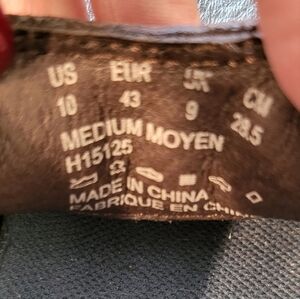 US EUR UK CM
10 43 9 28.5
MEDIUM MOYEN
H15125
MADE IN CHINA
FABRIQUE EN CHINE